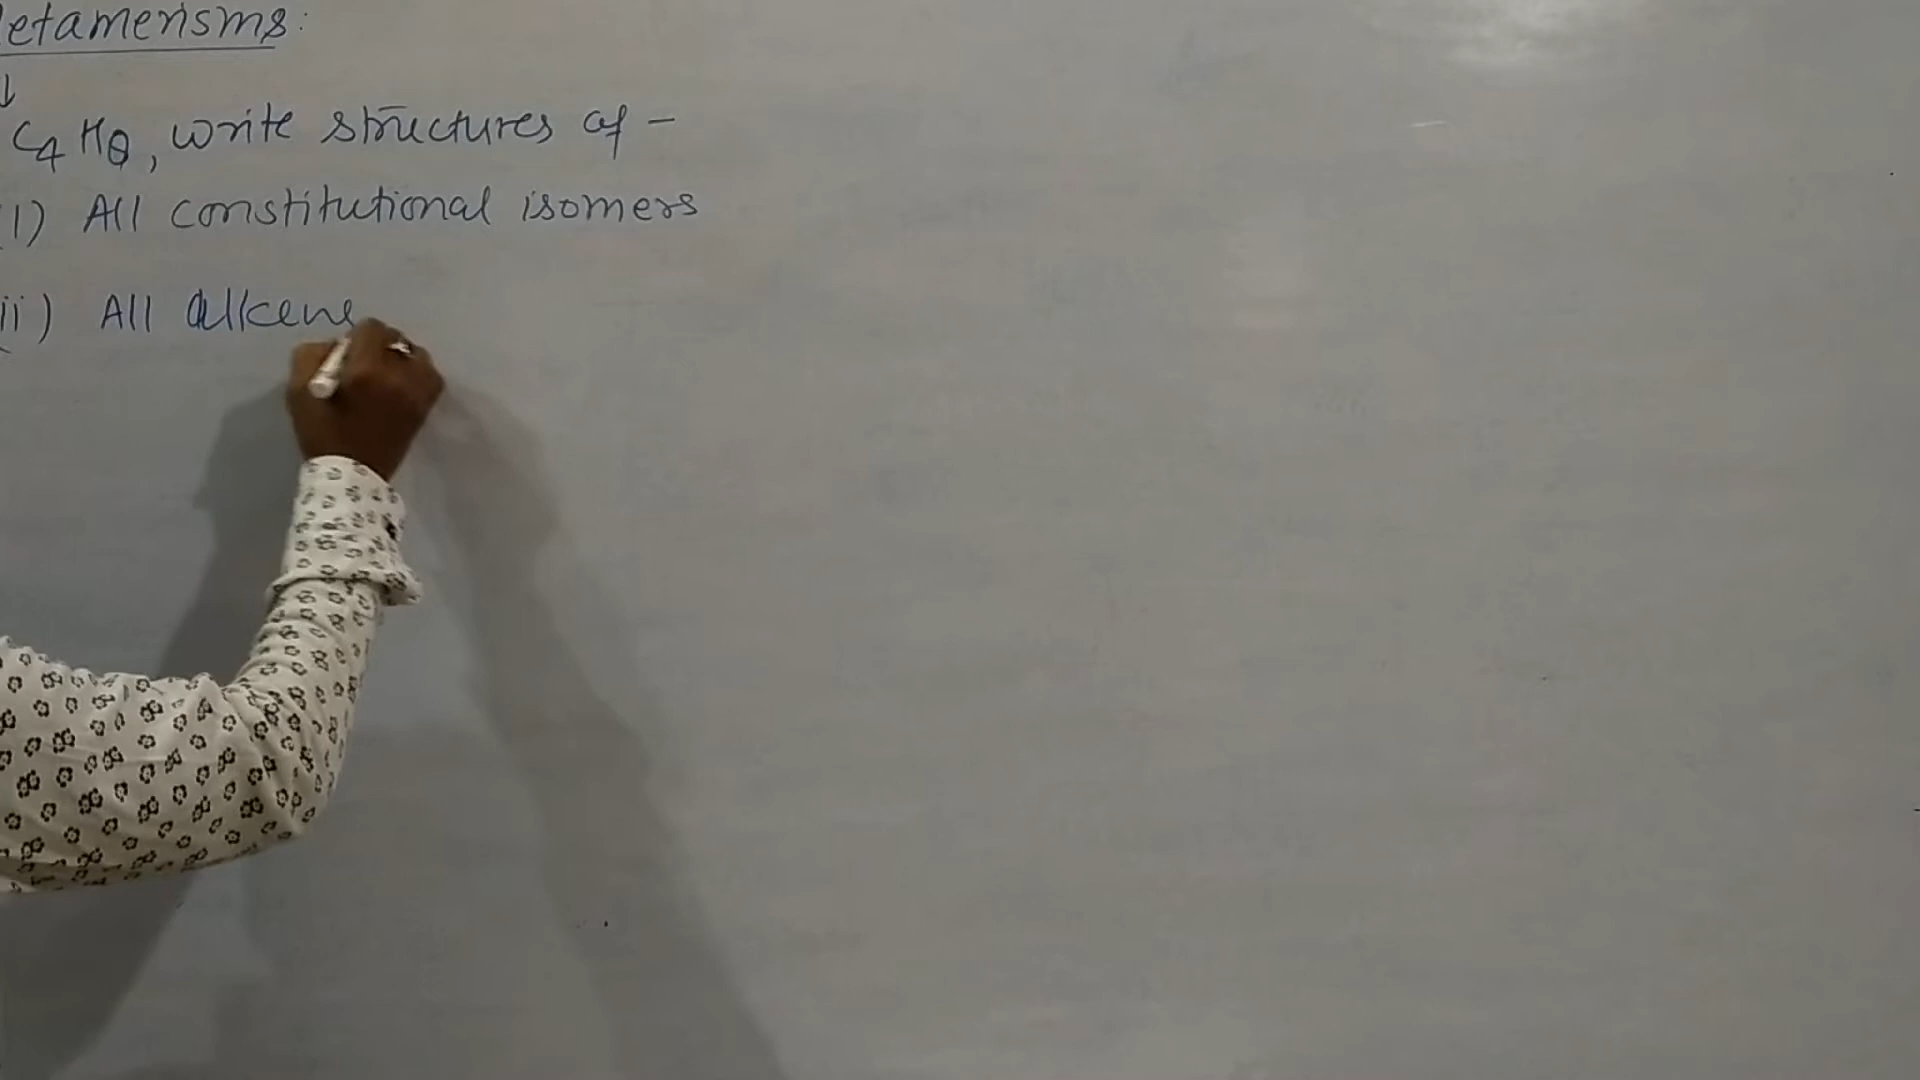 etamerisms:
↓
C4H8, write structures of -
(i) All constitutional isomers
(ii) All alkene